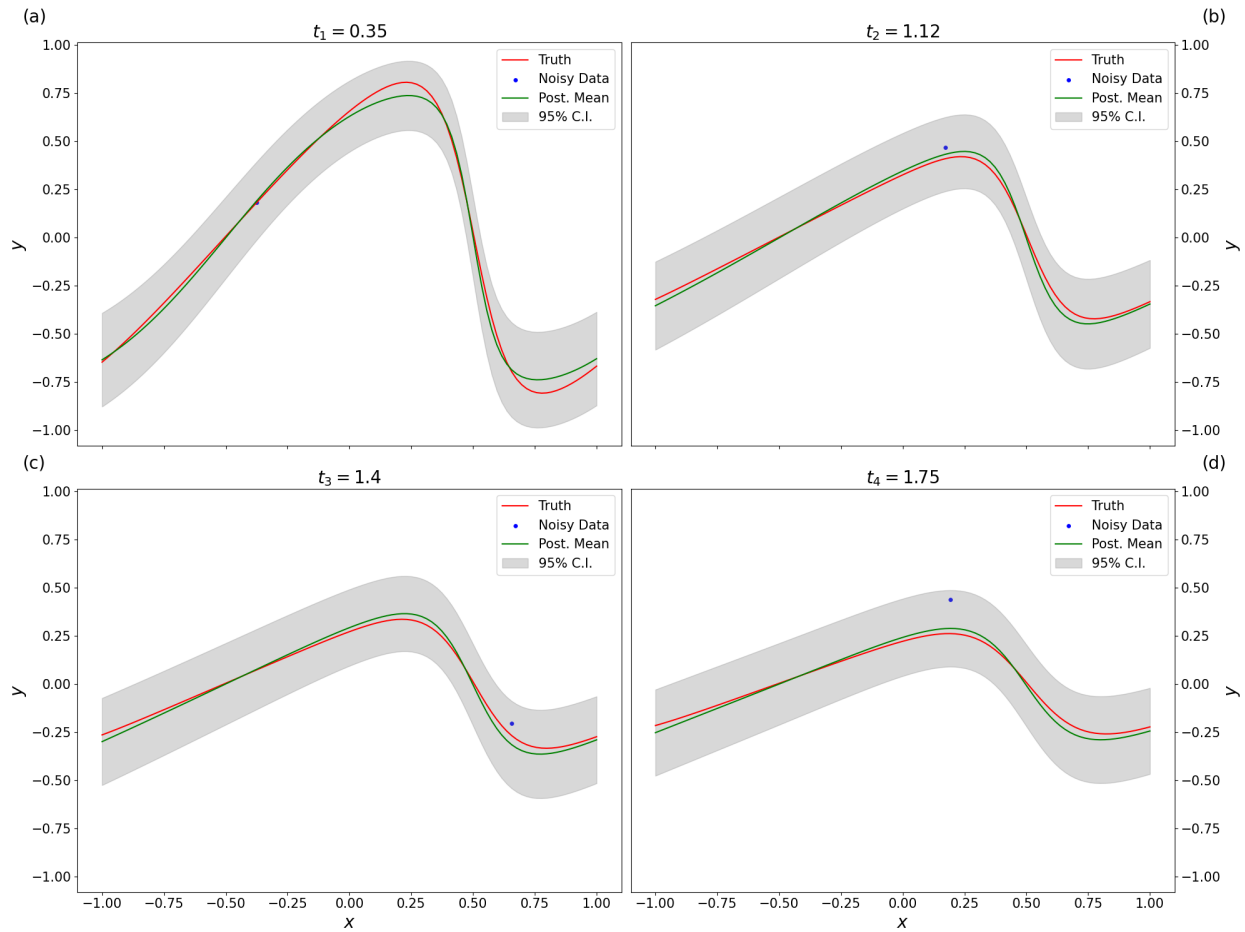 (a)
t₁ = 0.35
1.00
0.75
0.50
0.25
0.00
−0.25
−0.50
−0.75
−1.00
y
Truth
Noisy Data
Post. Mean
95% C.I.
(b)
t₂ = 1.12
1.00
0.75
0.50
0.25
0.00
−0.25
−0.50
−0.75
−1.00
y
Truth
Noisy Data
Post. Mean
95% C.I.
(c)
t₃ = 1.4
1.00
0.75
0.50
0.25
0.00
−0.25
−0.50
−0.75
−1.00
y
Truth
Noisy Data
Post. Mean
95% C.I.
−1.00 −0.75 −0.50 −0.25 0.00 0.25 0.50 0.75 1.00
x
(d)
t₄ = 1.75
1.00
0.75
0.50
0.25
0.00
−0.25
−0.50
−0.75
−1.00
y
Truth
Noisy Data
Post. Mean
95% C.I.
−1.00 −0.75 −0.50 −0.25 0.00 0.25 0.50 0.75 1.00
x